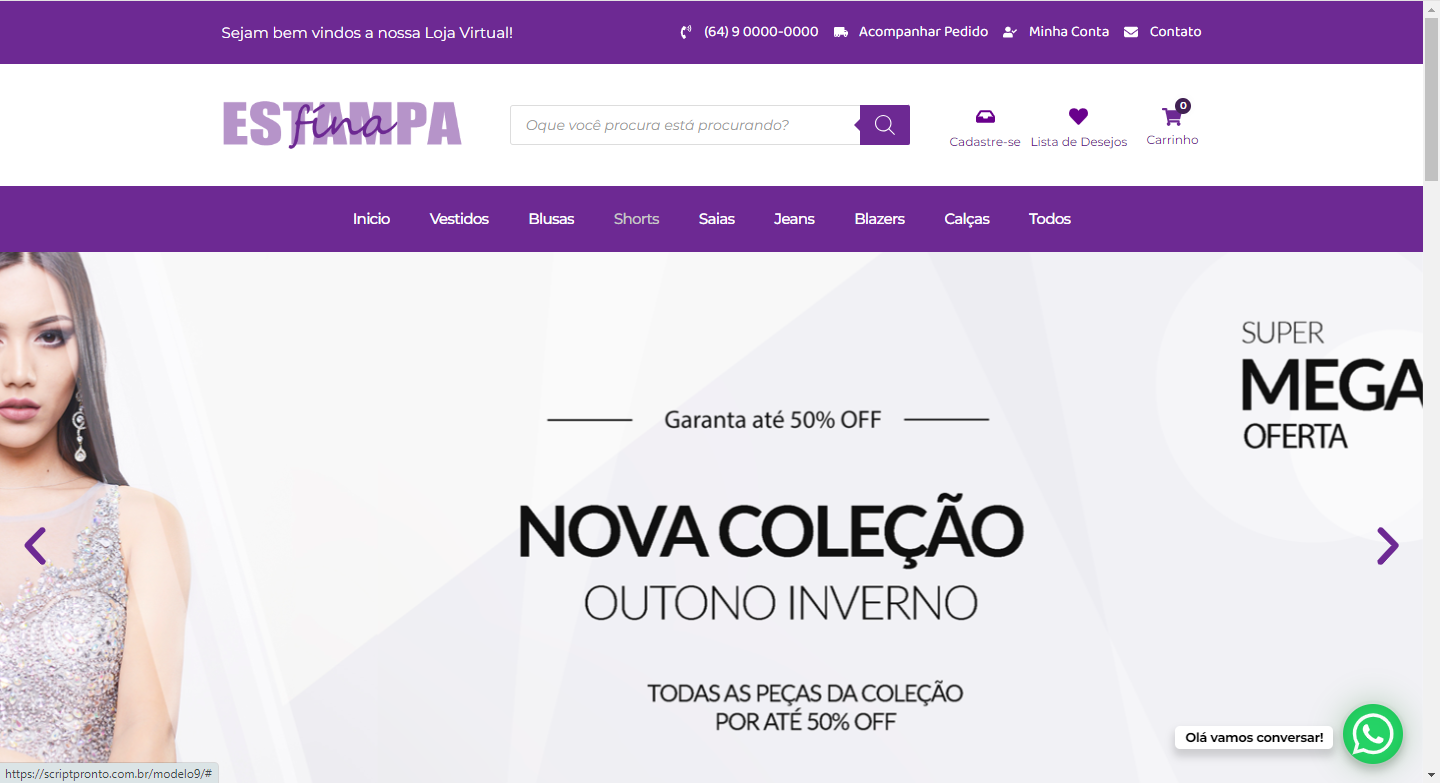 Sejam bem vindos a nossa Loja Virtual!
(64) 9 0000-0000 Acompanhar Pedido Minha Conta Contato
ESTAMPA
fina
Oque você procura está procurando?
0
Cadastre-se Lista de Desejos Carrinho
Inicio Vestidos Blusas Shorts Saias Jeans Blazers Calças Todos
SUPER
MEGA
OFERTA
Garanta até 50% OFF
NOVA COLEÇÃO
OUTONO INVERNO
TODAS AS PEÇAS DA COLEÇÃO
POR ATÉ 50% OFF
Olá vamos conversar!
https://scriptpronto.com.br/modelo9/#